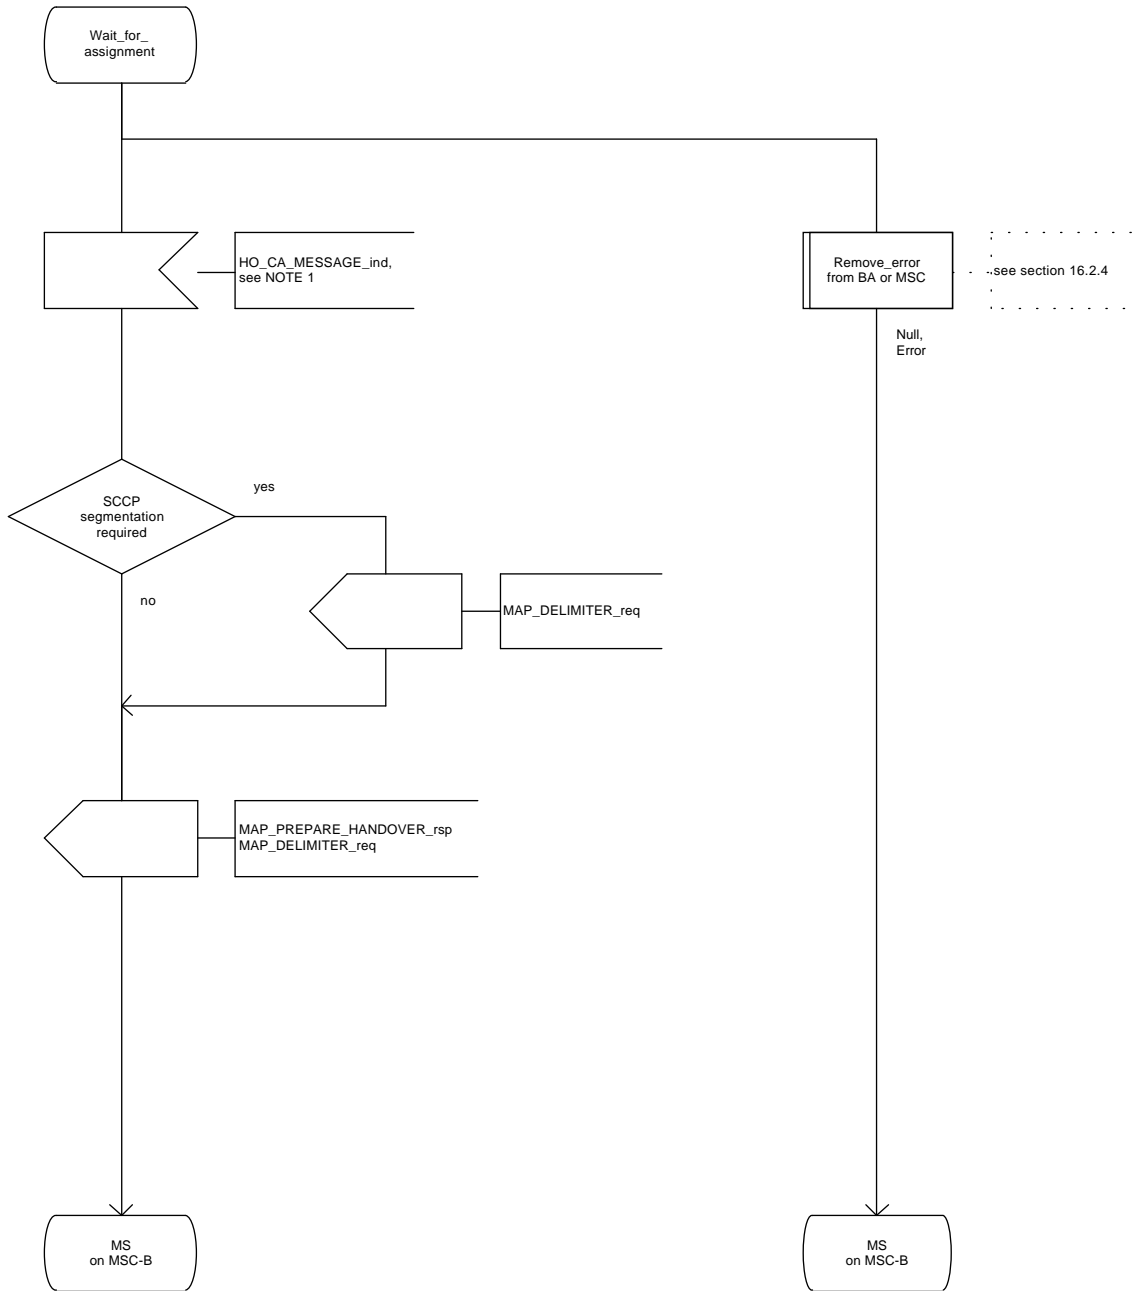 Wait_for_
assignment
HO_CA_MESSAGE_ind,
see NOTE 1
Remove_error
from BA or MSC
see section 16.2.4
Null,
Error
SCCP
segmentation
required
yes
no
MAP_DELIMITER_req
MAP_PREPARE_HANDOVER_rsp
MAP_DELIMITER_req
MS
on MSC-B
MS
on MSC-B